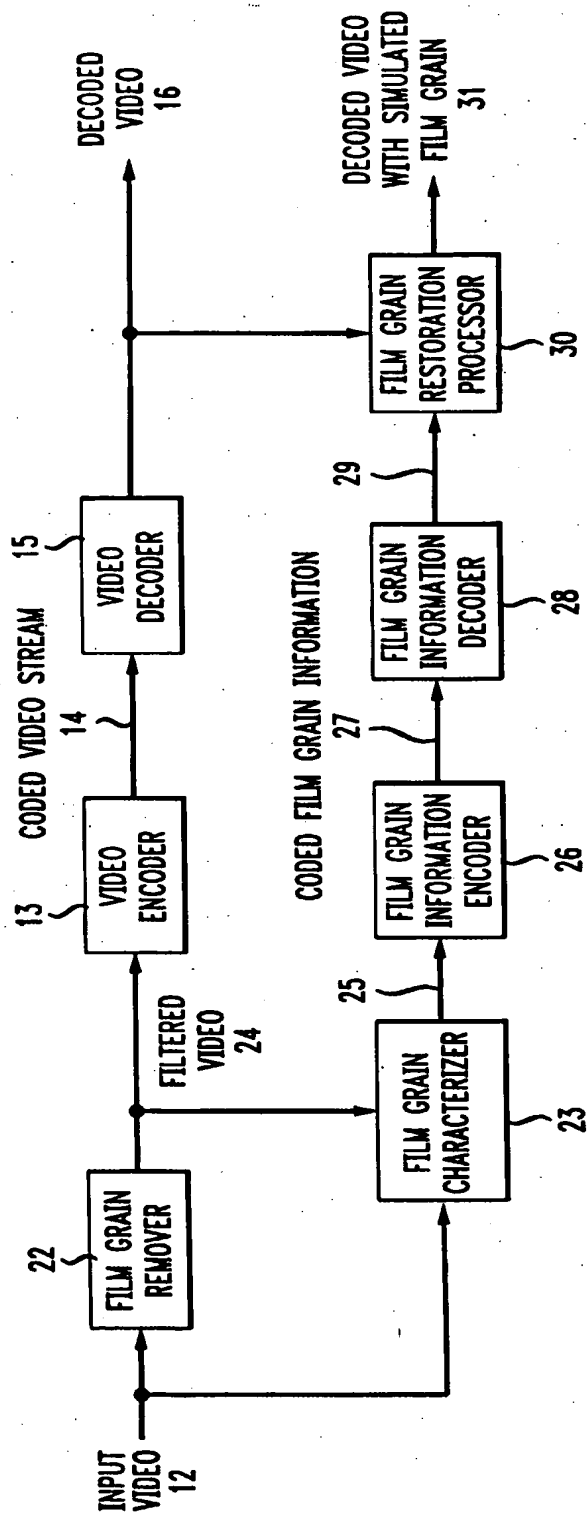 INPUT
VIDEO
12
22
FILM GRAIN
REMOVER
FILTERED
VIDEO
24
13
VIDEO
ENCODER
CODED VIDEO STREAM
14
15
VIDEO
DECODER
DECODED
VIDEO
16
FILM GRAIN
CHARACTERIZER
23
25
FILM GRAIN
INFORMATION
ENCODER
26
CODED FILM GRAIN INFORMATION
27
FILM GRAIN
INFORMATION
DECODER
28
29
FILM GRAIN
RESTORATION
PROCESSOR
30
DECODED VIDEO
WITH SIMULATED
FILM GRAIN
31